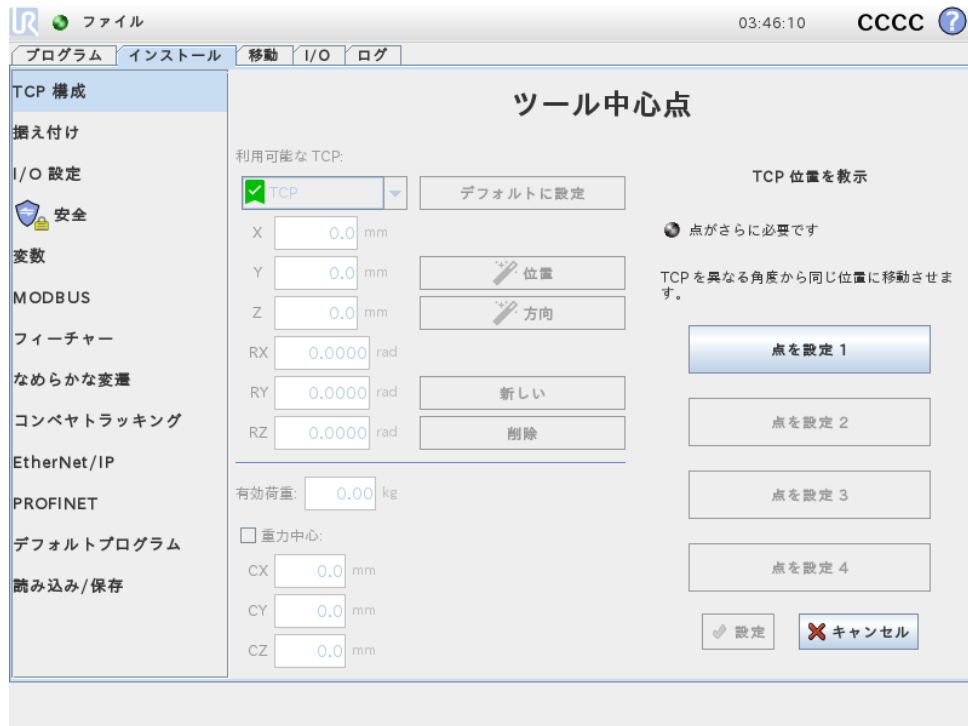 UR
ファイル
03:46:10
CCCC
?
プログラム
インストール
移動
I/O
ログ
TCP 構成
据え付け
I/O 設定
安全
変数
MODBUS
フィーチャー
なめらかな変遷
コンベヤトラッキング
EtherNet/IP
PROFINET
デフォルトプログラム
読み込み/保存
ツール中心点
利用可能な TCP:
TCP
デフォルトに設定
X 0.0 mm
Y 0.0 mm
位置
Z 0.0 mm
方向
RX 0.0000 rad
RY 0.0000 rad
新しい
RZ 0.0000 rad
削除
有効荷重: 0.00 kg
重力中心:
CX 0.0 mm
CY 0.0 mm
CZ 0.0 mm
TCP 位置を教示
点がさらに必要です
TCP を異なる角度から同じ位置に移動させま
す。
点を設定 1
点を設定 2
点を設定 3
点を設定 4
設定
キャンセル